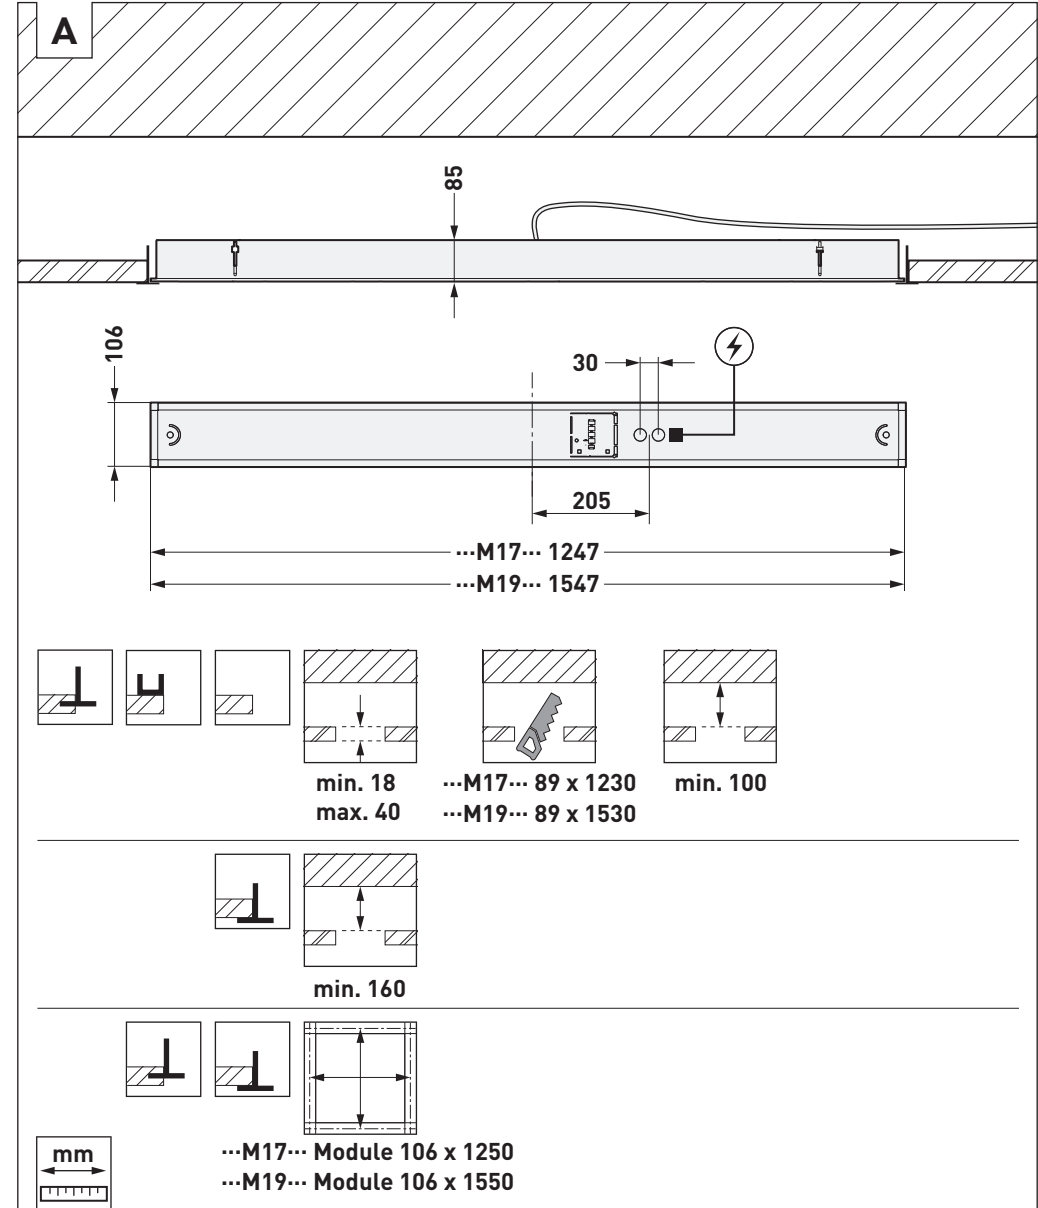 A
85
106
30
205
···M17··· 1247
···M19··· 1547
min. 18
max. 40
···M17··· 89 x 1230
···M19··· 89 x 1530
min. 100
min. 160
···M17··· Module 106 x 1250
···M19··· Module 106 x 1550
mm